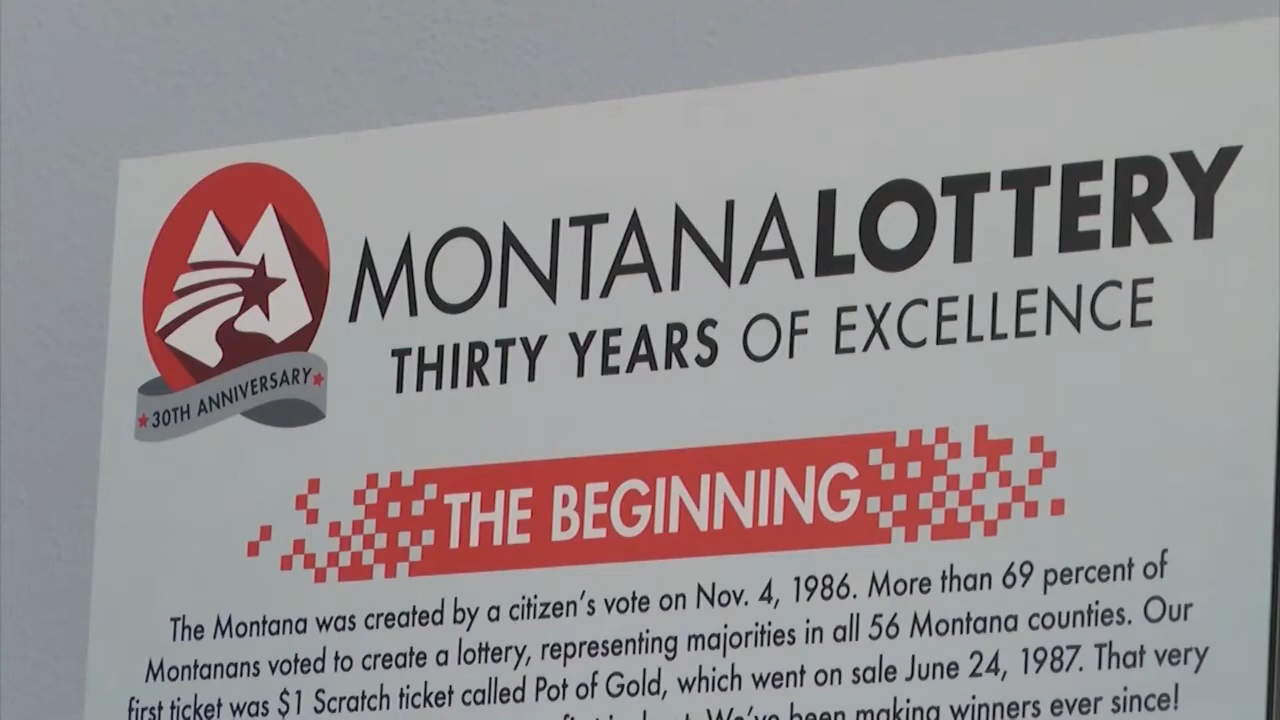 MONTANALOTTERY
THIRTY YEARS OF EXCELLENCE
★30TH ANNIVERSARY★
THE BEGINNING
The Montana was created by a citizen's vote on Nov. 4, 1986. More than 69 percent of
Montanans voted to create a lottery, representing majorities in all 56 Montana counties. Our
first ticket was $1 Scratch ticket called Pot of Gold, which went on sale June 24, 1987. That very
We've been making winners ever since!